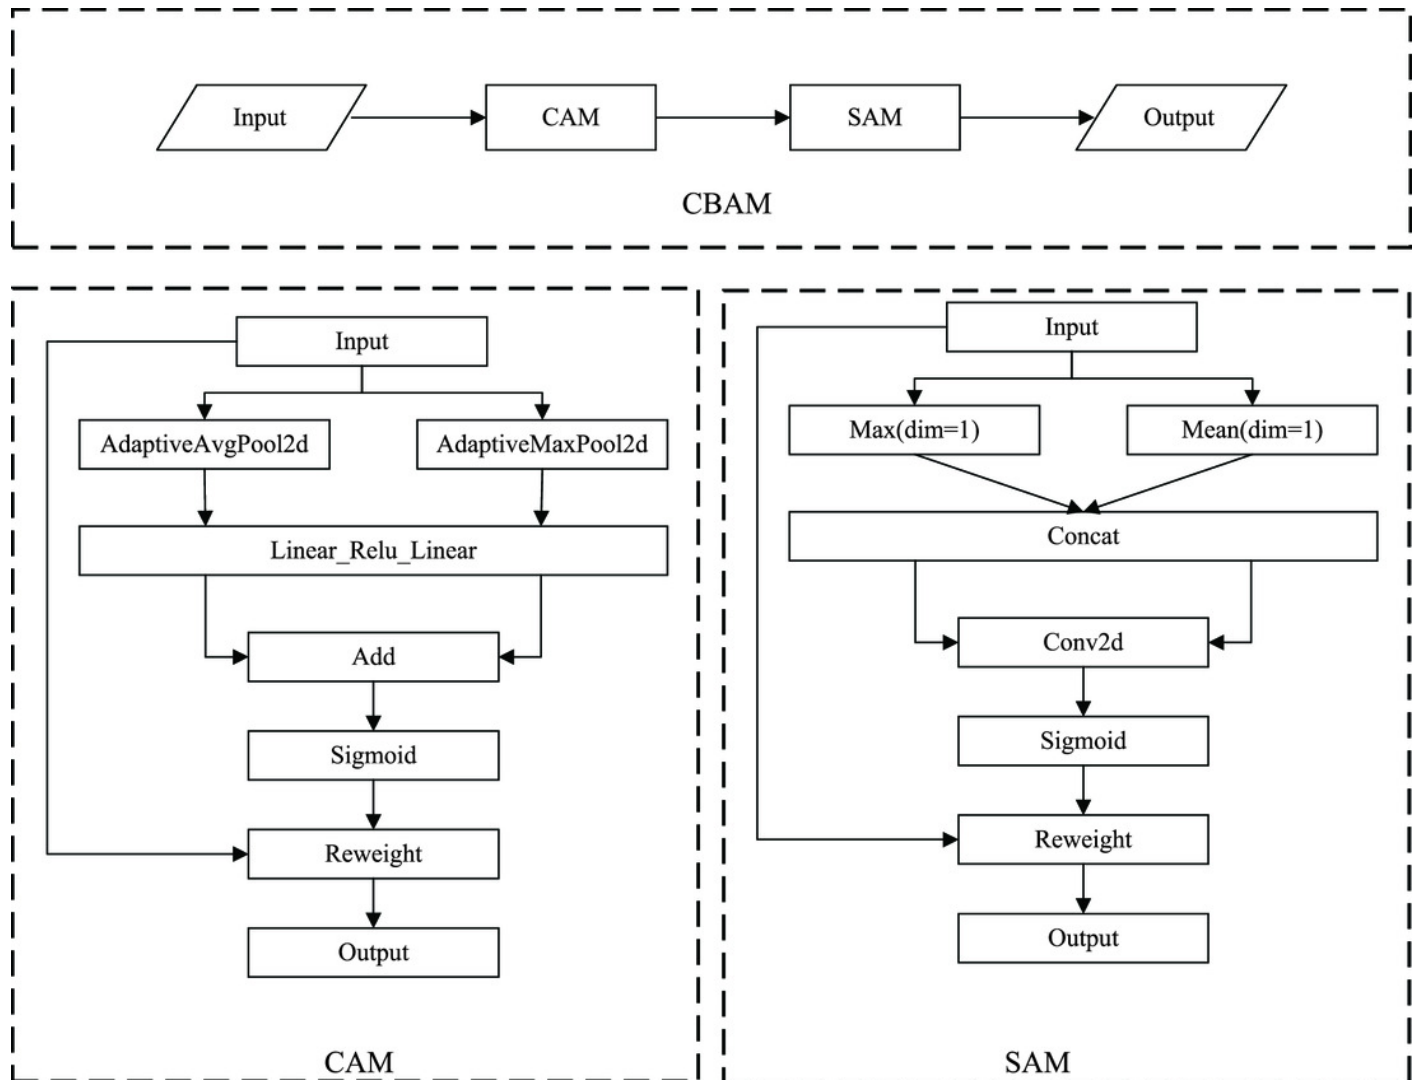 Input
CAM
SAM
Output
CBAM
Input
AdaptiveAvgPool2d
AdaptiveMaxPool2d
Linear_Relu_Linear
Add
Sigmoid
Reweight
Output
CAM
Input
Max(dim=1)
Mean(dim=1)
Concat
Conv2d
Sigmoid
Reweight
Output
SAM